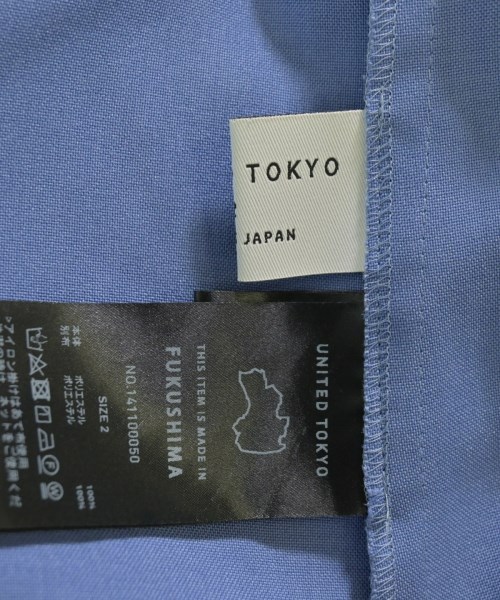 TOKYO
JAPAN
UNITED TOKYO
THIS ITEM IS MADE IN
FUKUSHIMA
NO.141100050
SIZE 2
本体 ポリエステル 100%
別布 ポリエステル 100%